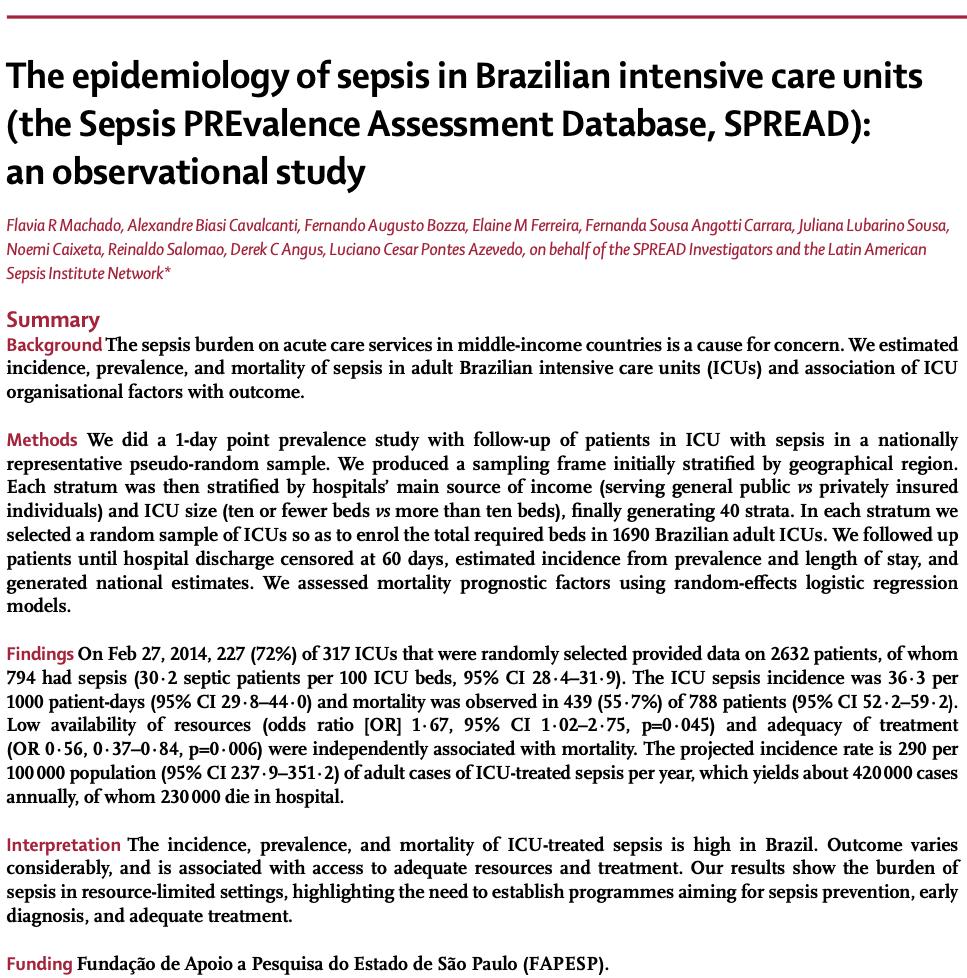 The epidemiology of sepsis in Brazilian intensive care units
(the Sepsis PREvalence Assessment Database, SPREAD):
an observational study
Flavia R Machado, Alexandre Biasi Cavalcanti, Fernando Augusto Bozza, Elaine M Ferreira, Fernanda Sousa Angotti Carrara, Juliana Lubarino Sousa,
Noemi Caixeta, Reinaldo Salomao, Derek C Angus, Luciano Cesar Pontes Azevedo, on behalf of the SPREAD Investigators and the Latin American
Sepsis Institute Network*
Summary
Background The sepsis burden on acute care services in middle-income countries is a cause for concern. We estimated
incidence, prevalence, and mortality of sepsis in adult Brazilian intensive care units (ICUs) and association of ICU
organisational factors with outcome.
Methods We did a 1-day point prevalence study with follow-up of patients in ICU with sepsis in a nationally
representative pseudo-random sample. We produced a sampling frame initially stratified by geographical region.
Each stratum was then stratified by hospitals' main source of income (serving general public vs privately insured
individuals) and ICU size (ten or fewer beds vs more than ten beds), finally generating 40 strata. In each stratum we
selected a random sample of ICUs so as to enrol the total required beds in 1690 Brazilian adult ICUs. We followed up
patients until hospital discharge censored at 60 days, estimated incidence from prevalence and length of stay, and
generated national estimates. We assessed mortality prognostic factors using random-effects logistic regression
models.
Findings On Feb 27, 2014, 227 (72%) of 317 ICUs that were randomly selected provided data on 2632 patients, of whom
794 had sepsis (30·2 septic patients per 100 ICU beds, 95% CI 28·4–31·9). The ICU sepsis incidence was 36·3 per
1000 patient-days (95% CI 29·8–44·0) and mortality was observed in 439 (55·7%) of 788 patients (95% CI 52·2–59·2).
Low availability of resources (odds ratio [OR] 1·67, 95% CI 1·02–2·75, p=0·045) and adequacy of treatment
(OR 0·56, 0·37–0·84, p=0·006) were independently associated with mortality. The projected incidence rate is 290 per
100 000 population (95% CI 237·9–351·2) of adult cases of ICU-treated sepsis per year, which yields about 420 000 cases
annually, of whom 230 000 die in hospital.
Interpretation The incidence, prevalence, and mortality of ICU-treated sepsis is high in Brazil. Outcome varies
considerably, and is associated with access to adequate resources and treatment. Our results show the burden of
sepsis in resource-limited settings, highlighting the need to establish programmes aiming for sepsis prevention, early
diagnosis, and adequate treatment.
Funding Fundação de Apoio a Pesquisa do Estado de São Paulo (FAPESP).